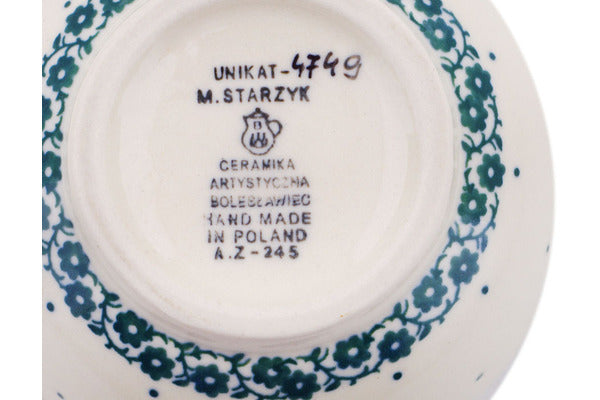 UNIKAT-4749
M. STARZYK
B
CERAMIKA
ARTYSTYCZNA
BOLESŁAWIEC
HAND MADE
IN POLAND
A.Z-245